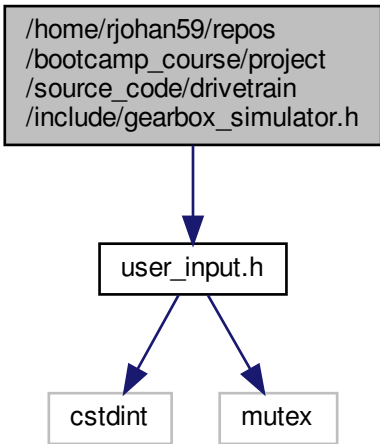 /home/rjohan59/repos
/bootcamp_course/project
/source_code/drivetrain
/include/gearbox_simulator.h
user_input.h
cstdint
mutex